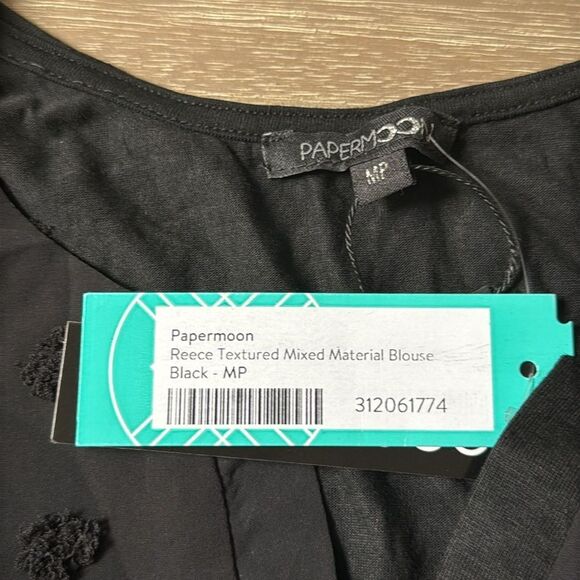 PAPERMOON
MP
Papermoon
Reece Textured Mixed Material Blouse
Black - MP
312061774